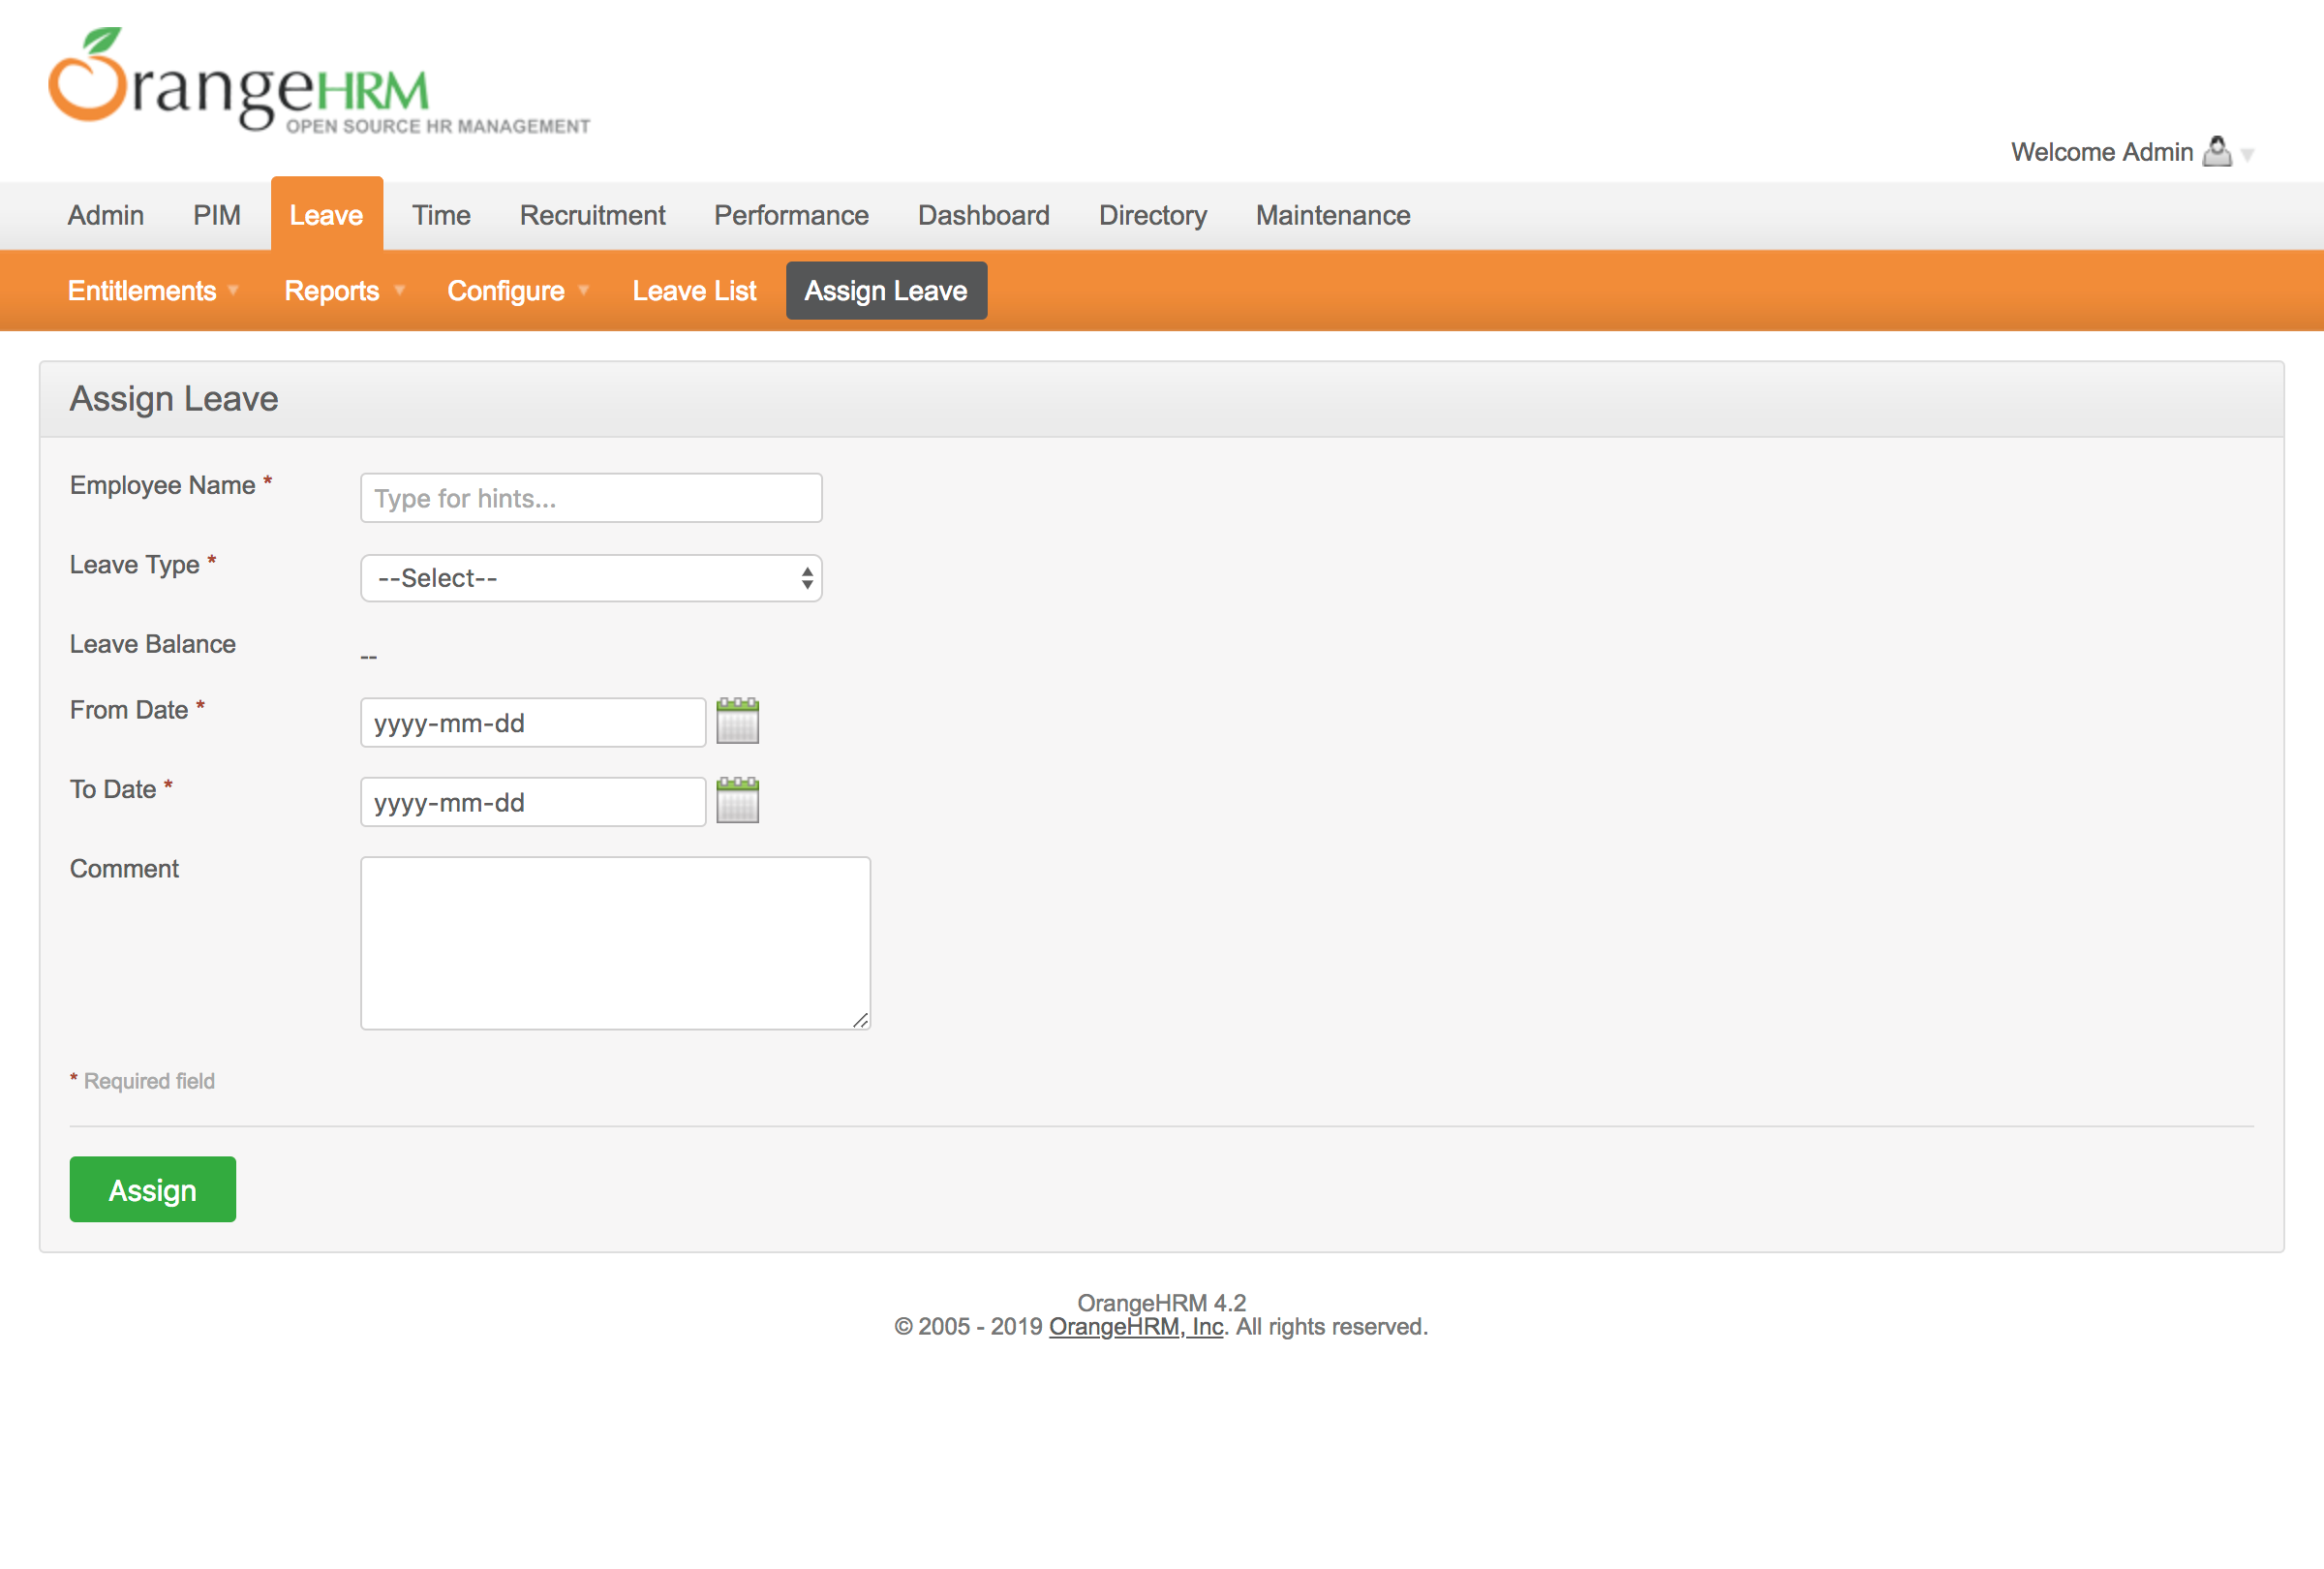 OrangeHRM
OPEN SOURCE HR MANAGEMENT
Welcome Admin
Admin PIM Leave Time Recruitment Performance Dashboard Directory Maintenance
Entitlements Reports Configure Leave List Assign Leave
Assign Leave
Employee Name * Type for hints...
Leave Type * --Select--
Leave Balance --
From Date * yyyy-mm-dd
To Date * yyyy-mm-dd
Comment
* Required field
Assign
OrangeHRM 4.2
© 2005 - 2019 OrangeHRM, Inc. All rights reserved.